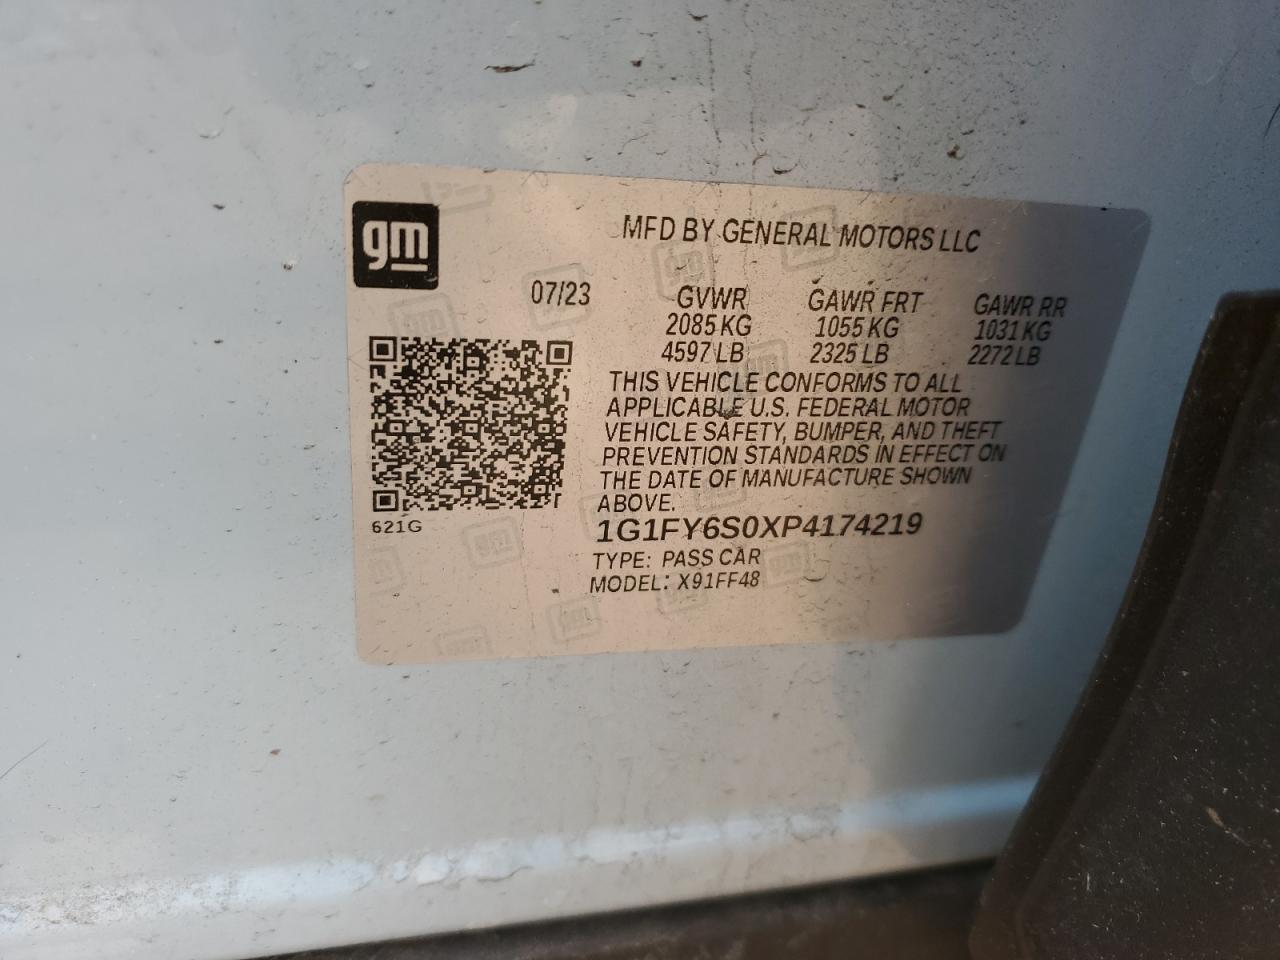 gm
MFD BY GENERAL MOTORS LLC
07/23 GVWR GAWR FRT GAWR RR
2085 KG 1055 KG 1031 KG
4597 LB 2325 LB 2272 LB
THIS VEHICLE CONFORMS TO ALL
APPLICABLE U.S. FEDERAL MOTOR
VEHICLE SAFETY, BUMPER, AND THEFT
PREVENTION STANDARDS IN EFFECT ON
THE DATE OF MANUFACTURE SHOWN
ABOVE.
621G
1G1FY6S0XP4174219
TYPE: PASS CAR
MODEL: X91FF48